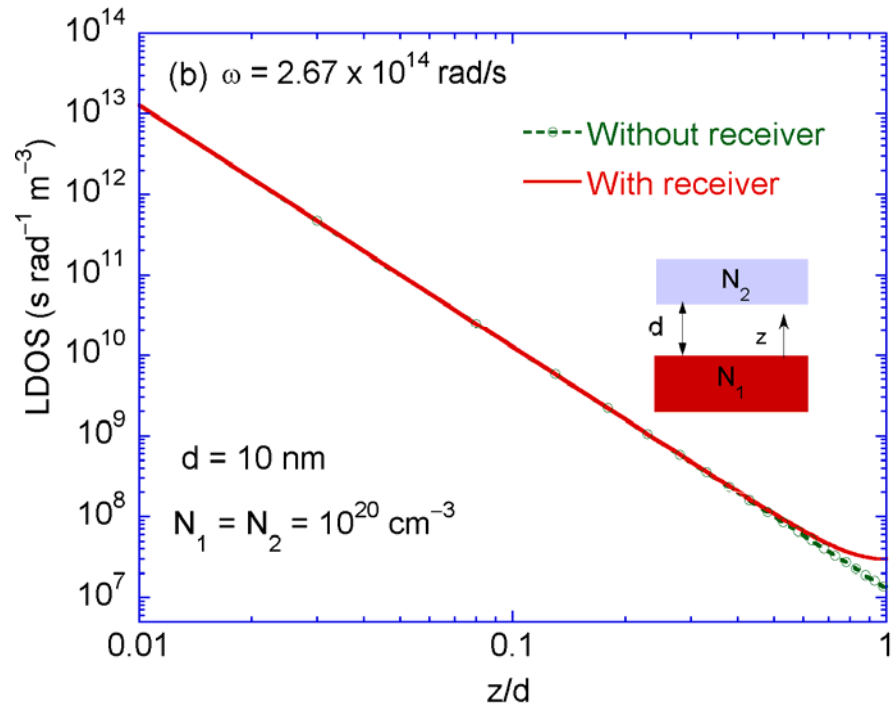 10^14
(b) ω = 2.67 x 10^14 rad/s
10^13
Without receiver
With receiver
10^12
10^11
N_2
d
z
10^10
N_1
10^9
d = 10 nm
10^8
N_1 = N_2 = 10^20 cm^−3
10^7
LDOS (s rad^−1 m^−3)
0.01 0.1 1
z/d